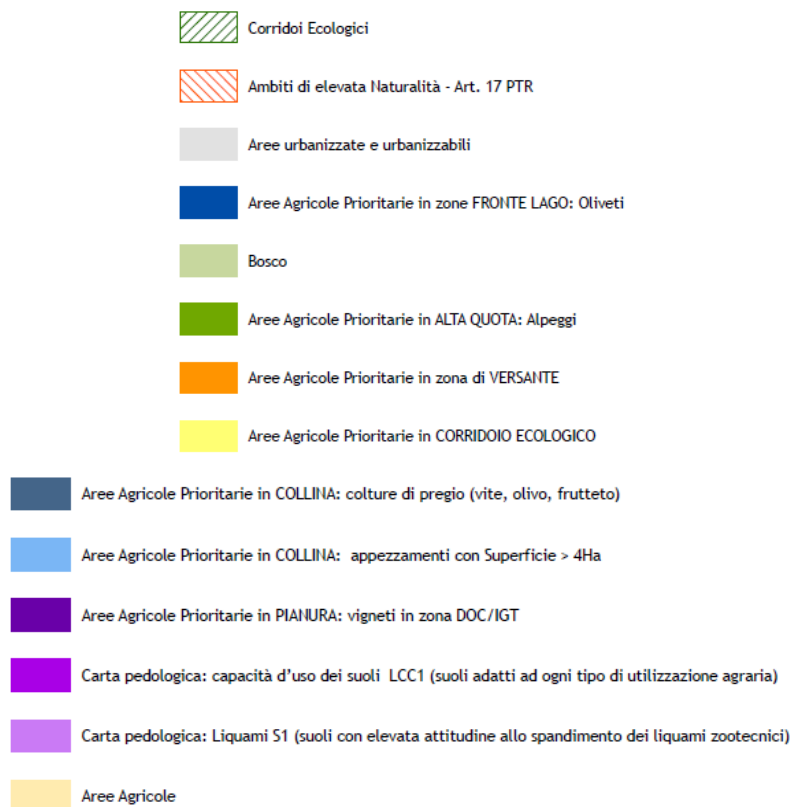 Corridoi Ecologici
Ambiti di elevata Naturalità - Art. 17 PTR
Aree urbanizzate e urbanizzabili
Aree Agricole Prioritarie in zone FRONTE LAGO: Oliveti
Bosco
Aree Agricole Prioritarie in ALTA QUOTA: Alpeggi
Aree Agricole Prioritarie in zona di VERSANTE
Aree Agricole Prioritarie in CORRIDOIO ECOLOGICO
Aree Agricole Prioritarie in COLLINA: colture di pregio (vite, olivo, frutteto)
Aree Agricole Prioritarie in COLLINA: appezzamenti con Superficie > 4Ha
Aree Agricole Prioritarie in PIANURA: vigneti in zona DOC/IGT
Carta pedologica: capacità d'uso dei suoli LCC1 (suoli adatti ad ogni tipo di utilizzazione agraria)
Carta pedologica: Liquami S1 (suoli con elevata attitudine allo spandimento dei liquami zootecnici)
Aree Agricole